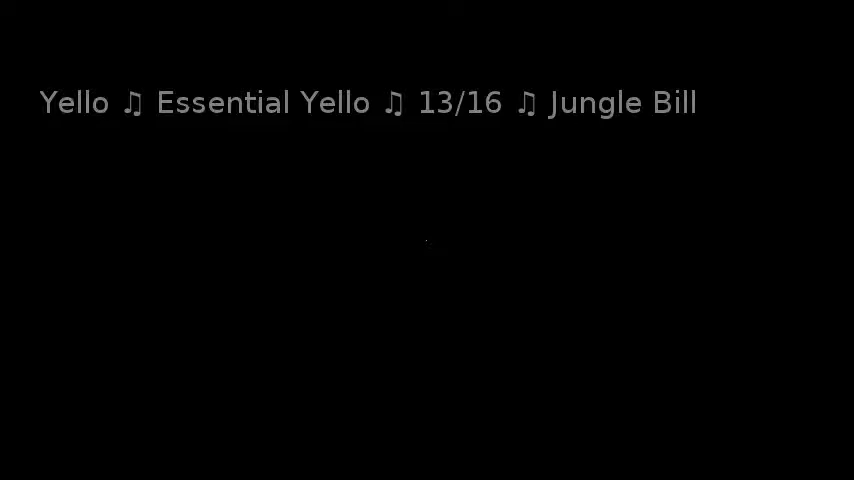 Yello ♫ Essential Yello ♫ 13/16 ♫ Jungle Bill